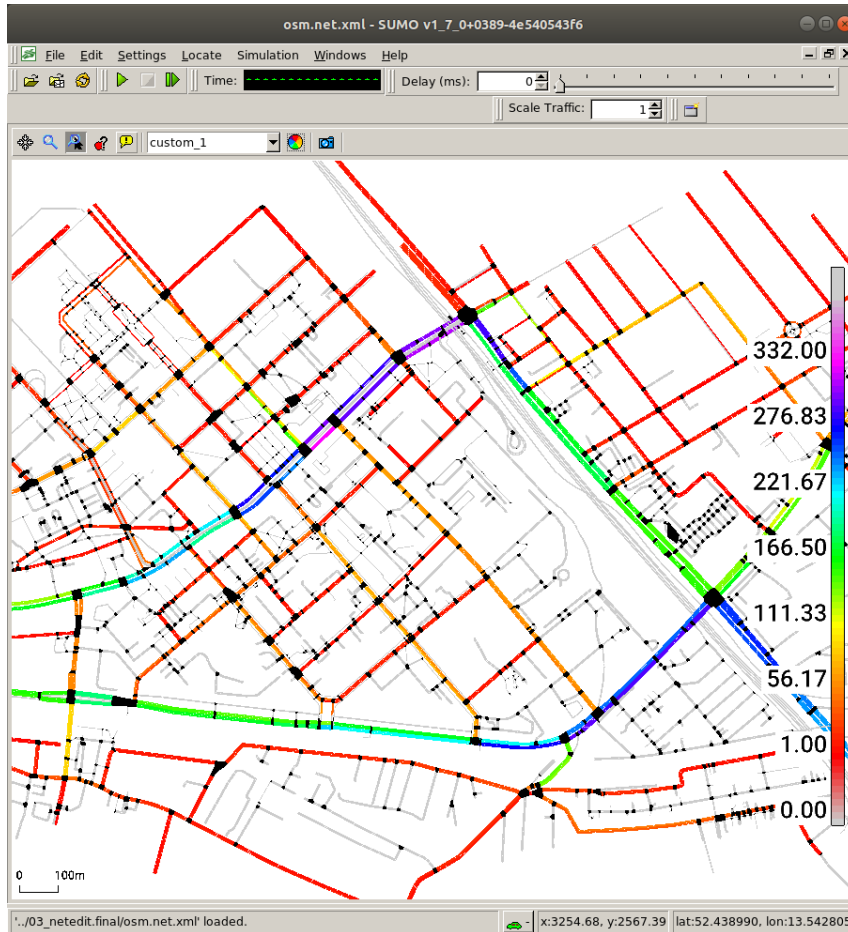 osm.net.xml - SUMO v1_7_0+0389-4e540543f6
File Edit Settings Locate Simulation Windows Help
Time: Delay (ms): 0
Scale Traffic: 1
custom_1
332.00
276.83
221.67
166.50
111.33
56.17
1.00
0.00
0 100m
'../03_netedit.final/osm.net.xml' loaded. x:3254.68, y:2567.39 lat:52.438990, lon:13.542805